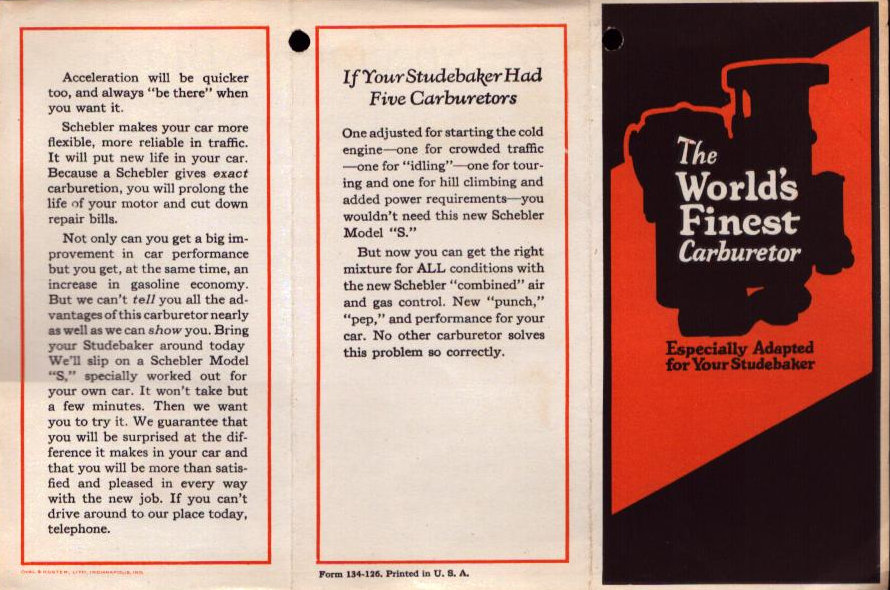 Acceleration will be quicker
too, and always "be there" when
you want it.
Schebler makes your car more
flexible, more reliable in traffic.
It will put new life in your car.
Because a Schebler gives exact
carburetion, you will prolong the
life of your motor and cut down
repair bills.
Not only can you get a big im-
provement in car performance
but you get, at the same time, an
increase in gasoline economy.
But we can't tell you all the ad-
vantages of this carburetor nearly
as well as we can show you. Bring
your Studebaker around today
We'll slip on a Schebler Model
"S," specially worked out for
your own car. It won't take but
a few minutes. Then we want
you to try it. We guarantee that
you will be surprised at the dif-
ference it makes in your car and
that you will be more than satis-
fied and pleased in every way
with the new job. If you can't
drive around to our place today,
telephone.
If Your Studebaker Had
Five Carburetors
One adjusted for starting the cold
engine—one for crowded traffic
—one for "idling"—one for tour-
ing and one for hill climbing and
added power requirements—you
wouldn't need this new Schebler
Model "S."
But now you can get the right
mixture for ALL conditions with
the new Schebler "combined" air
and gas control. New "punch,"
"pep," and performance for your
car. No other carburetor solves
this problem so correctly.
Form 134-126. Printed in U. S. A.
The
World's
Finest
Carburetor
Especially Adapted
for Your Studebaker